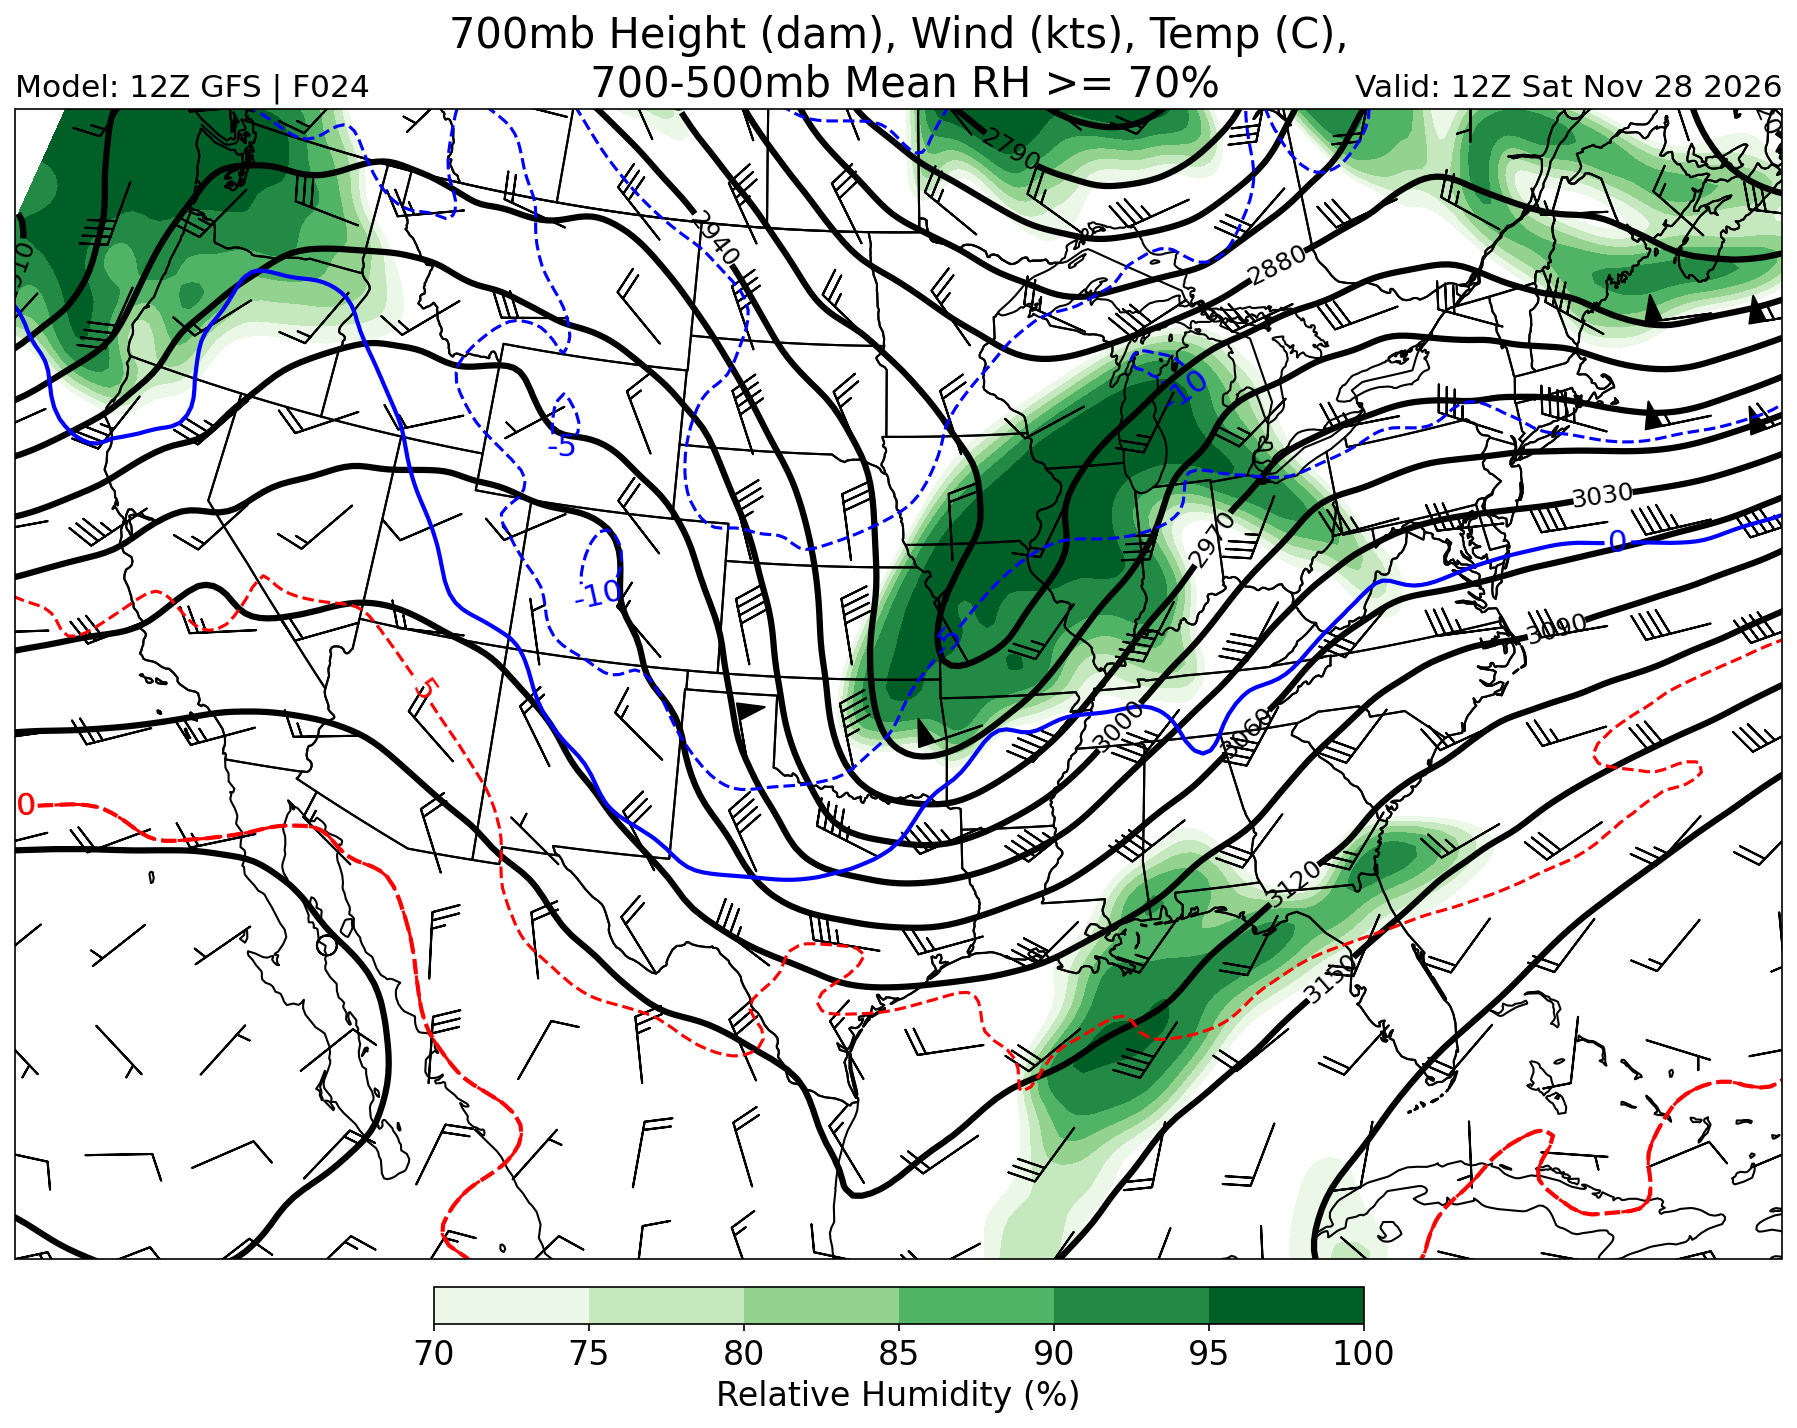 700mb Height (dam), Wind (kts), Temp (C),
700-500mb Mean RH >= 70%
Model: 12Z GFS | F024
Valid: 12Z Sat Nov 28 2026
2790
2940
2880
-10
-5
2970
3030
0
-10
3090
5
3000
3060
0
3120
3150
70 75 80 85 90 95 100
Relative Humidity (%)